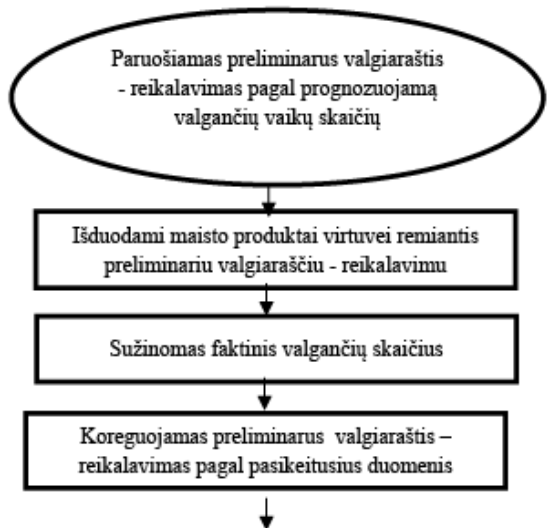 Paruošiamas preliminarus valgiaraštis
- reikalavimas pagal prognozuojamą
valgančių vaikų skaičių
Išduodami maisto produktai virtuvei remiantis
preliminariu valgiaraščiu - reikalavimu
Sužinomas faktinis valgančių skaičius
Koreguojamas preliminarus valgiaraštis –
reikalavimas pagal pasikeitusius duomenis